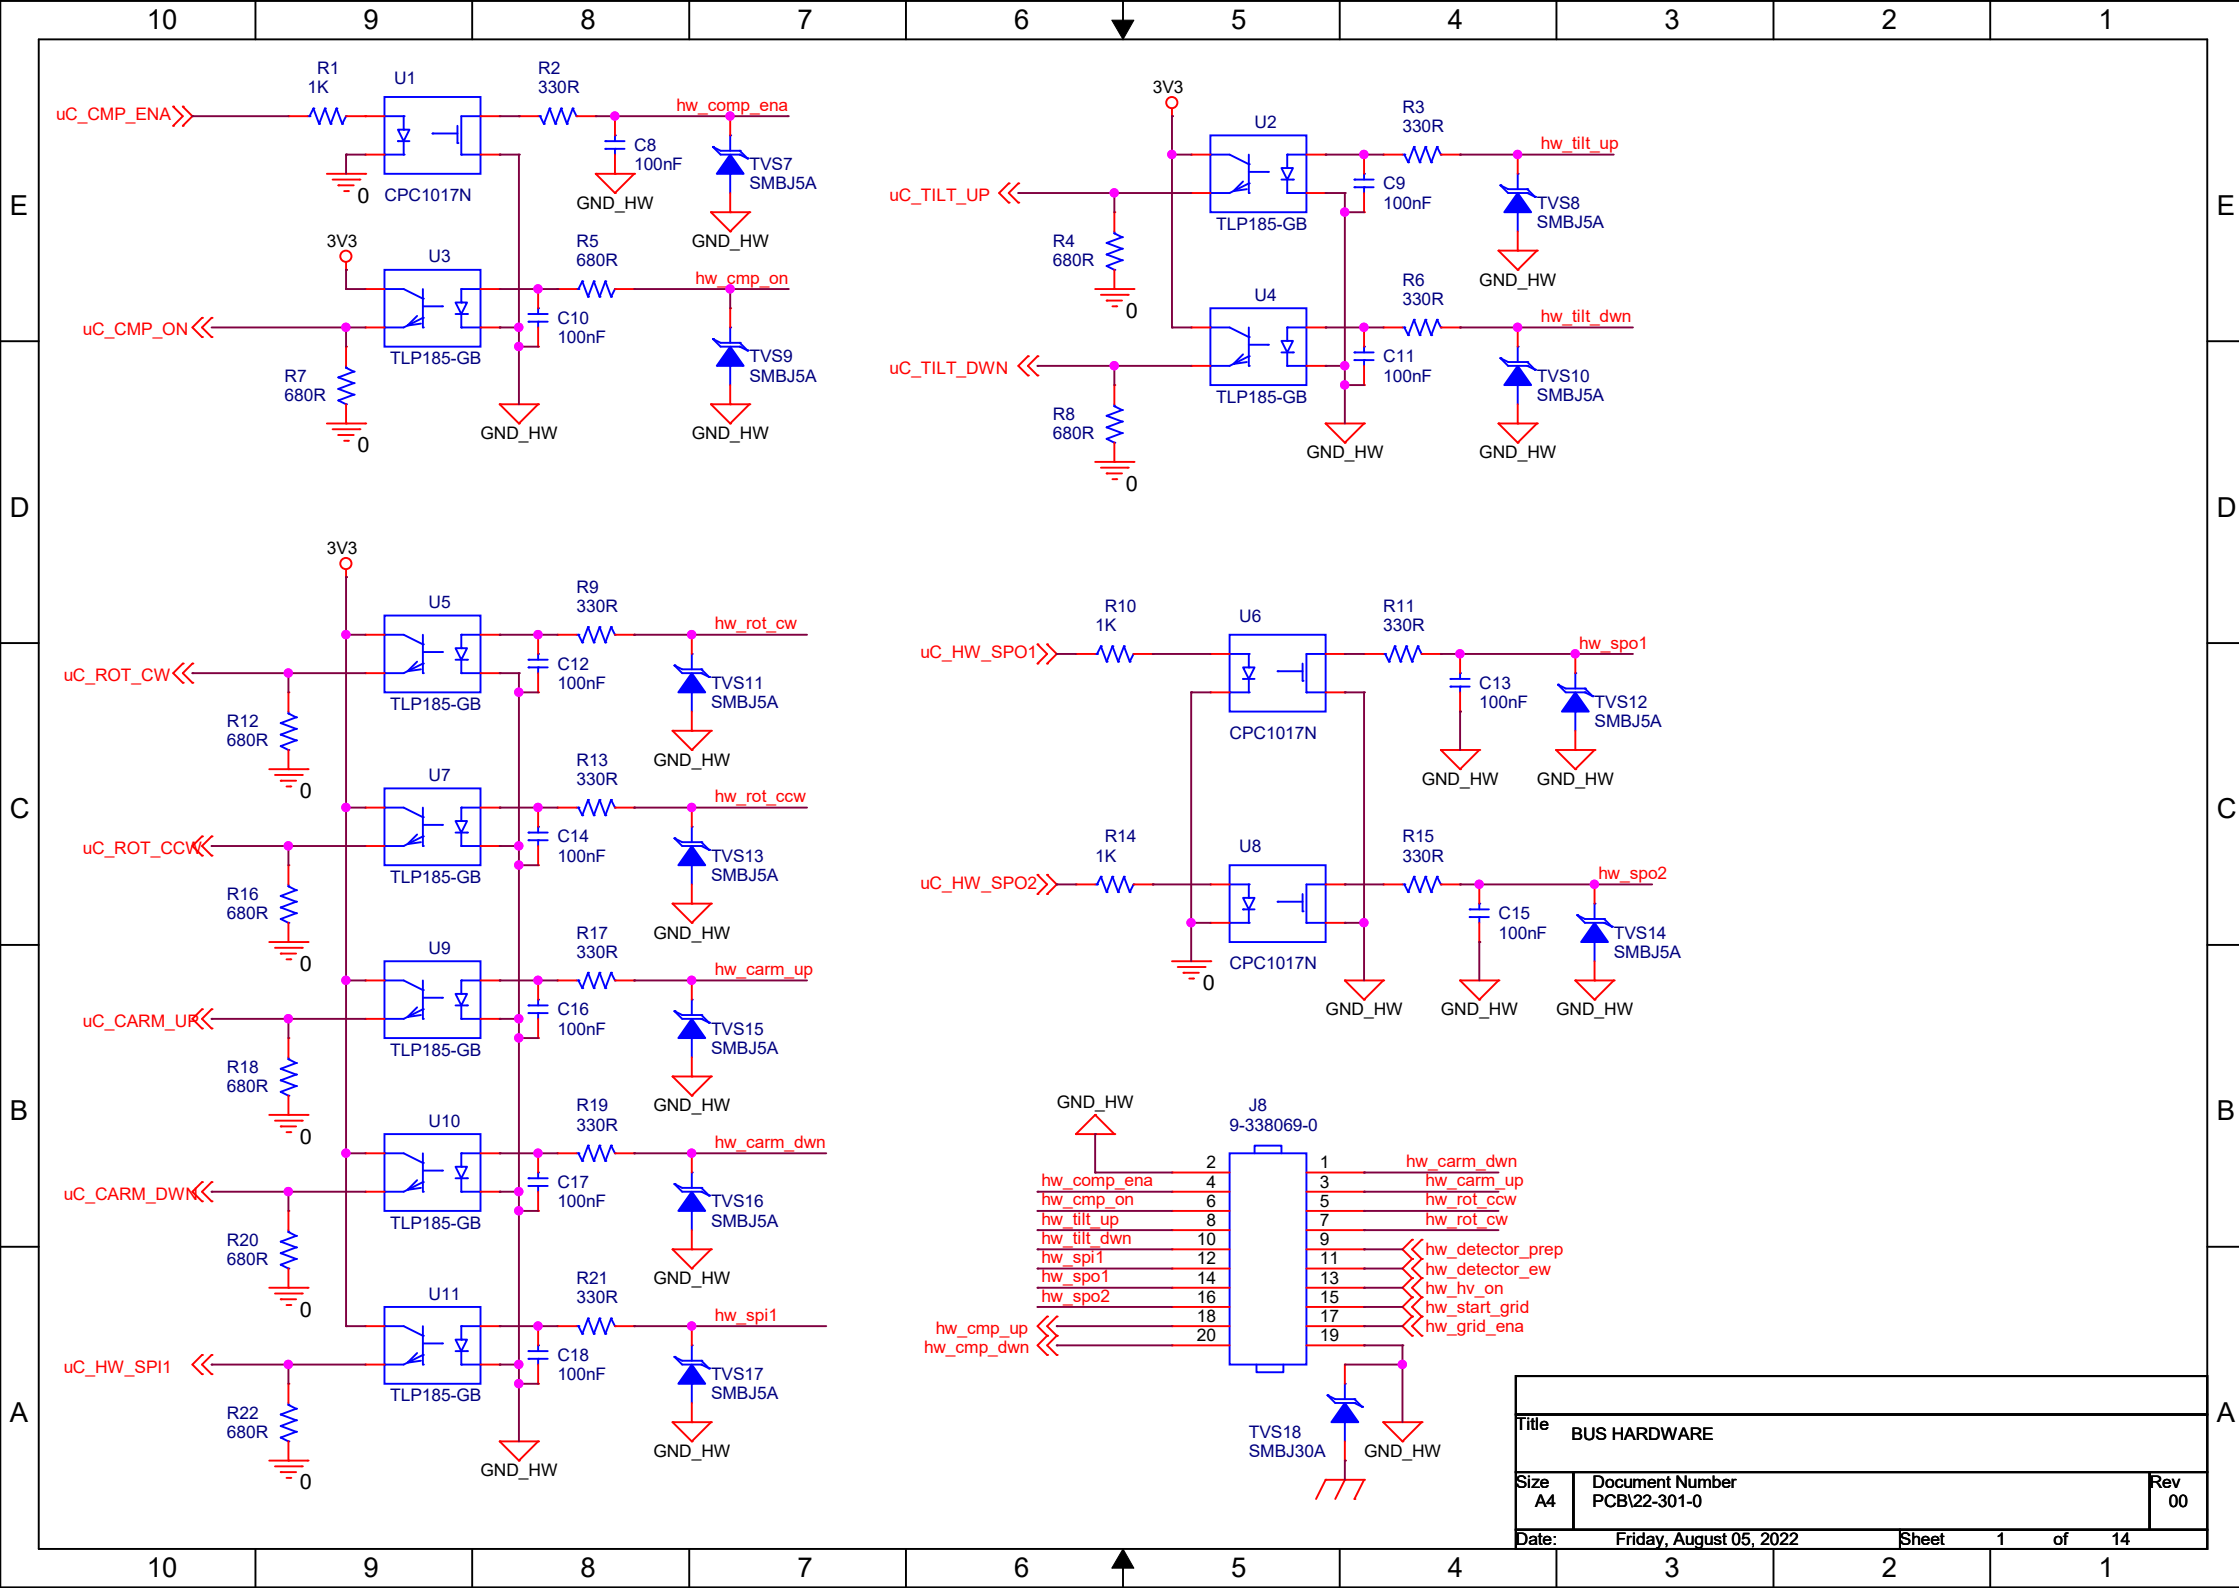 10 9 8 7 6 5 4 3 2 1
E
D
C
B
A
R1
1K
U1
R2
330R
uC_CMP_ENA
hw_comp_ena
C8
100nF
TVS7
SMBJ5A
0
CPC1017N
GND_HW
GND_HW
3V3
U3
R5
680R
hw_cmp_on
uC_CMP_ON
C10
100nF
TLP185-GB
TVS9
SMBJ5A
R7
680R
0
GND_HW
GND_HW
3V3
U2
R3
330R
hw_tilt_up
uC_TILT_UP
C9
100nF
TVS8
SMBJ5A
TLP185-GB
R4
680R
0
GND_HW
U4
R6
330R
hw_tilt_dwn
uC_TILT_DWN
C11
100nF
TVS10
SMBJ5A
TLP185-GB
R8
680R
0
GND_HW
GND_HW
3V3
U5
R9
330R
hw_rot_cw
uC_ROT_CW
C12
100nF
TVS11
SMBJ5A
TLP185-GB
R12
680R
0
GND_HW
U7
R13
330R
hw_rot_ccw
uC_ROT_CCW
C14
100nF
TVS13
SMBJ5A
TLP185-GB
R16
680R
0
GND_HW
U9
R17
330R
hw_carm_up
uC_CARM_UP
C16
100nF
TVS15
SMBJ5A
TLP185-GB
R18
680R
0
GND_HW
U10
R19
330R
hw_carm_dwn
uC_CARM_DWN
C17
100nF
TVS16
SMBJ5A
TLP185-GB
R20
680R
0
GND_HW
U11
R21
330R
hw_spi1
uC_HW_SPI1
C18
100nF
TVS17
SMBJ5A
TLP185-GB
R22
680R
0
GND_HW
GND_HW
R10
1K
U6
R11
330R
uC_HW_SPO1
hw_spo1
C13
100nF
TVS12
SMBJ5A
CPC1017N
GND_HW
GND_HW
R14
1K
U8
R15
330R
uC_HW_SPO2
hw_spo2
C15
100nF
TVS14
SMBJ5A
0
CPC1017N
GND_HW
GND_HW
GND_HW
GND_HW
J8
9-338069-0
2 1 hw_carm_dwn
hw_comp_ena 4 3 hw_carm_up
hw_cmp_on 6 5 hw_rot_ccw
hw_tilt_up 8 7 hw_rot_cw
hw_tilt_dwn 10 9 hw_detector_prep
hw_spi1 12 11 hw_detector_ew
hw_spo1 14 13 hw_hv_on
hw_spo2 16 15 hw_start_grid
hw_cmp_up 18 17 hw_grid_ena
hw_cmp_dwn 20 19
TVS18
SMBJ30A
GND_HW
Title
BUS HARDWARE
Size
A4
Document Number
PCB\22-301-0
Rev
00
Date: Friday, August 05, 2022 Sheet 1 of 14
E
D
C
B
A
10 9 8 7 6 5 4 3 2 1